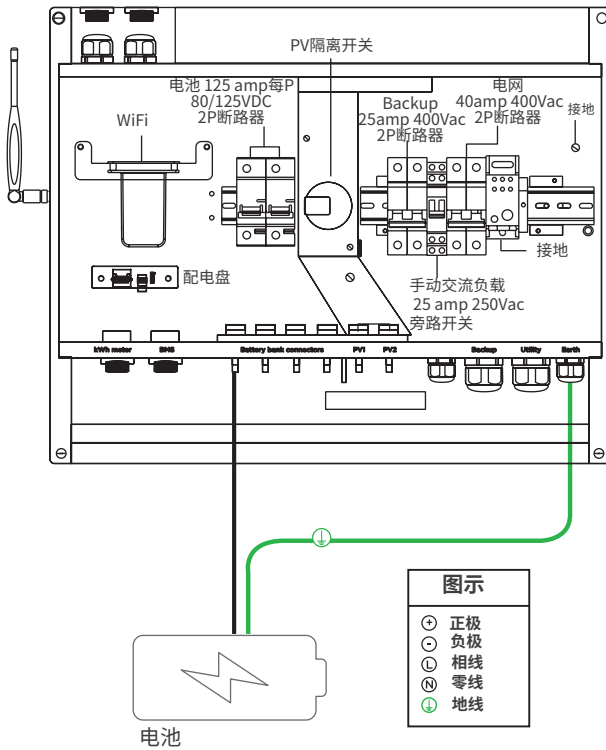 PV隔离开关
电池 125 amp每P
80/125VDC
2P断路器
电网
40amp 400Vac
2P断路器
Backup
25amp 400Vac
2P断路器
接地
WiFi
配电盘
接地
手动交流负载
25 amp 250Vac
旁路开关
kWh meter
BMS
Battery bank connectors
PV1
PV2
Backup
Utility
Earth
图示
+ 正极
- 负极
L 相线
N 零线
地线
电池